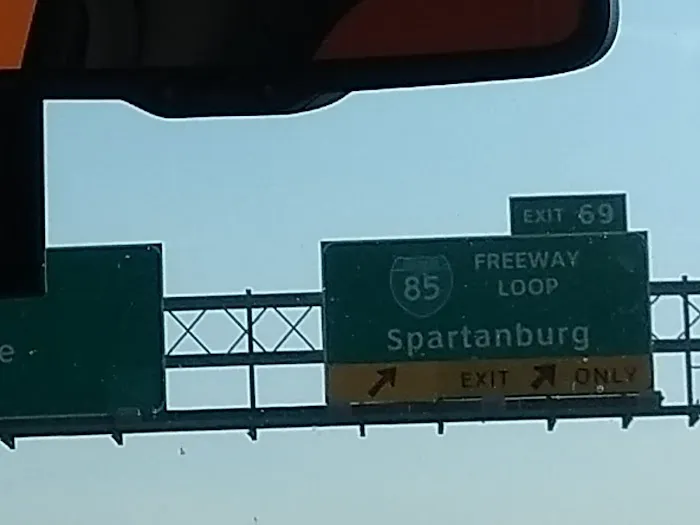 EXIT 69
85
FREEWAY
LOOP
Spartanburg
EXIT ONLY
e